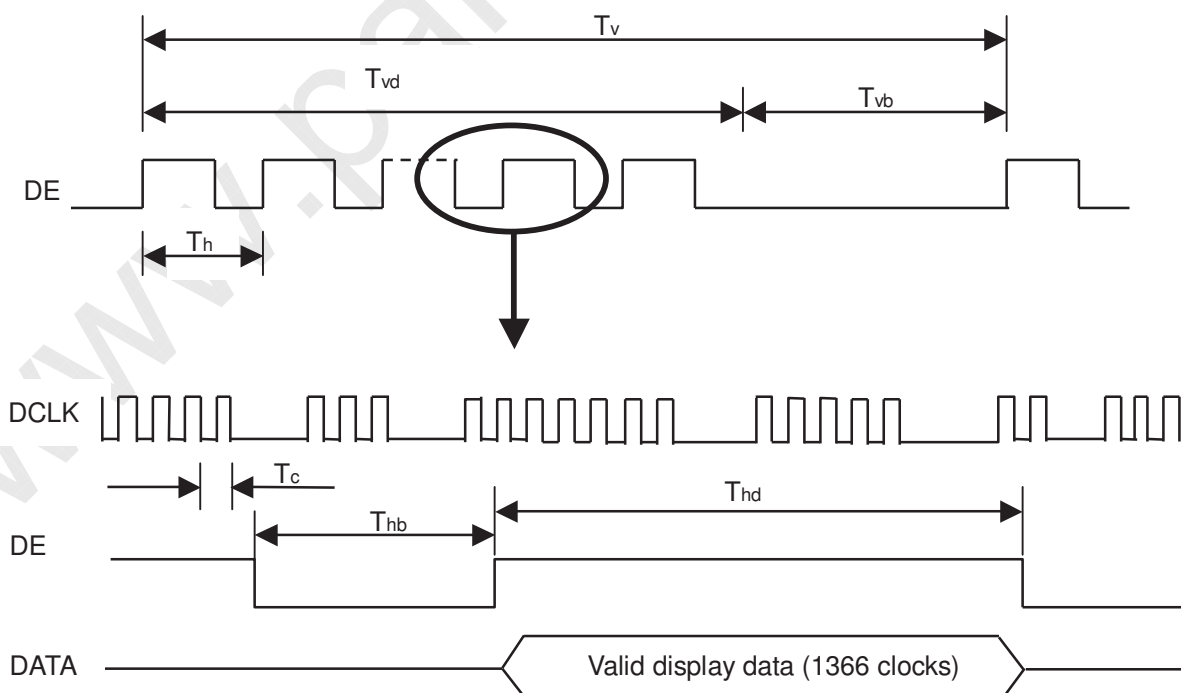 Tv
Tvd
Tvb
DE
Th
DCLK
Tc
Thd
Thb
DE
DATA
Valid display data (1366 clocks)